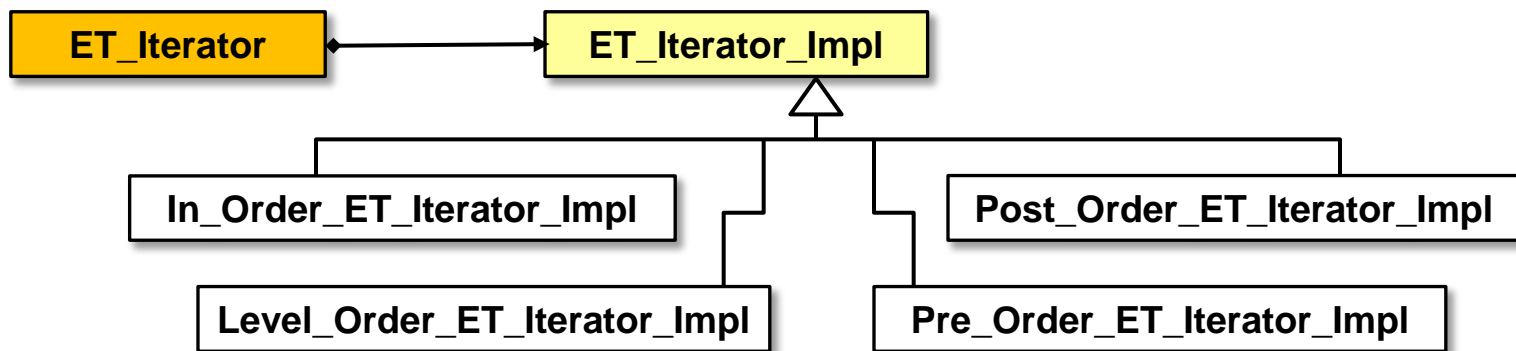 ET_Iterator
ET_Iterator_Impl
In_Order_ET_Iterator_Impl
Post_Order_ET_Iterator_Impl
Level_Order_ET_Iterator_Impl
Pre_Order_ET_Iterator_Impl